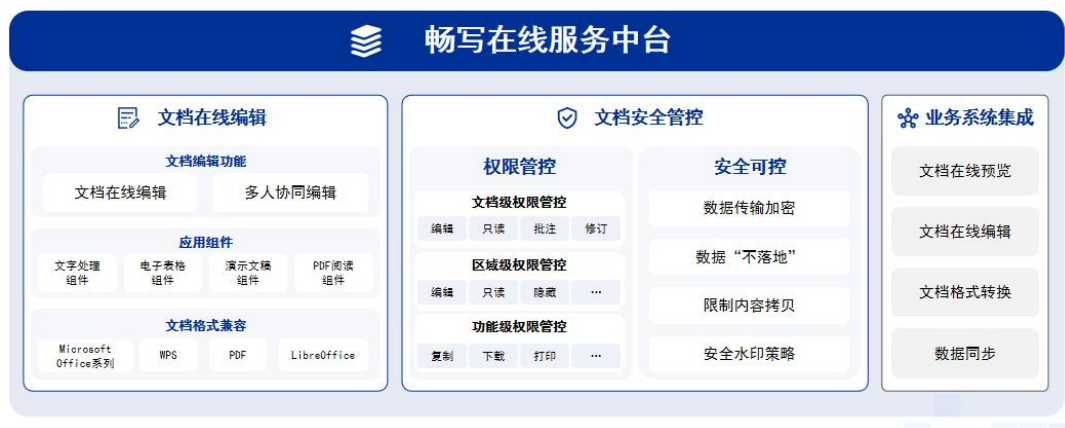 畅写在线服务中台
文档在线编辑
文档编辑功能
文档在线编辑
多人协同编辑
应用组件
文字处理
组件
电子表格
组件
演示文稿
组件
PDF阅读
组件
文档格式兼容
Microsoft
Office系列
WPS
PDF
LibreOffice
文档安全管控
权限管控
文档级权限管控
编辑
只读
批注
修订
区域级权限管控
编辑
只读
隐藏
…
功能级权限管控
复制
下载
打印
…
安全可控
数据传输加密
数据“不落地”
限制内容拷贝
安全水印策略
业务系统集成
文档在线预览
文档在线编辑
文档格式转换
数据同步